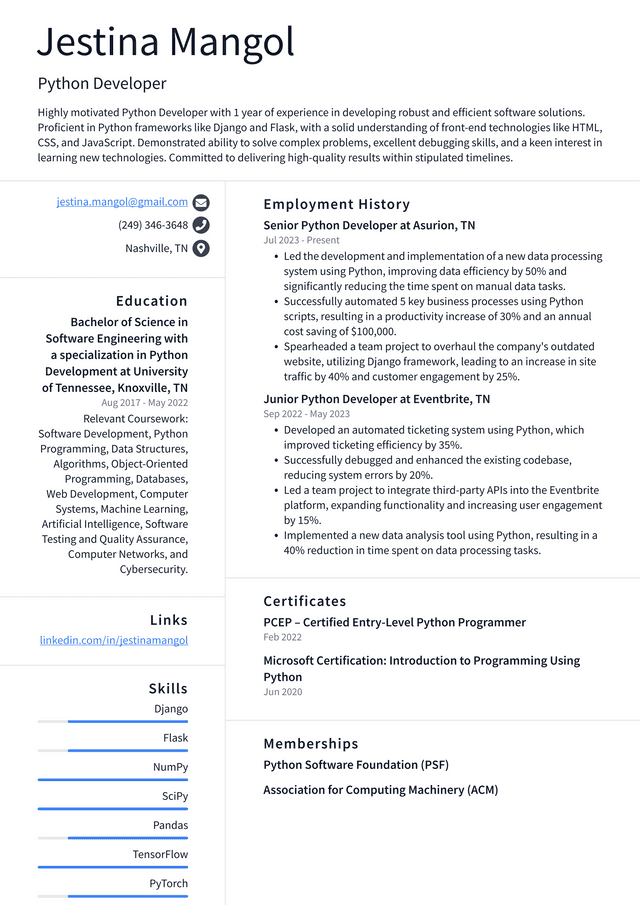 Jestina Mangol
Python Developer
Highly motivated Python Developer with 1 year of experience in developing robust and efficient software solutions.
Proficient in Python frameworks like Django and Flask, with a solid understanding of front-end technologies like HTML,
CSS, and JavaScript. Demonstrated ability to solve complex problems, excellent debugging skills, and a keen interest in
learning new technologies. Committed to delivering high-quality results within stipulated timelines.
jestina.mangol@gmail.com
(249) 346-3648
Nashville, TN
Education
Bachelor of Science in
Software Engineering with
a specialization in Python
Development at University
of Tennessee, Knoxville, TN
Aug 2017 - May 2022
Relevant Coursework:
Software Development, Python
Programming, Data Structures,
Algorithms, Object-Oriented
Programming, Databases,
Web Development, Computer
Systems, Machine Learning,
Artificial Intelligence, Software
Testing and Quality Assurance,
Computer Networks, and
Cybersecurity.
Links
linkedin.com/in/jestinamangol
Skills
Django
Flask
NumPy
SciPy
Pandas
TensorFlow
PyTorch
Employment History
Senior Python Developer at Asurion, TN
Jul 2023 - Present
• Led the development and implementation of a new data processing
system using Python, improving data efficiency by 50% and
significantly reducing the time spent on manual data tasks.
• Successfully automated 5 key business processes using Python
scripts, resulting in a productivity increase of 30% and an annual
cost saving of $100,000.
• Spearheaded a team project to overhaul the company's outdated
website, utilizing Django framework, leading to an increase in site
traffic by 40% and customer engagement by 25%.
Junior Python Developer at Eventbrite, TN
Sep 2022 - May 2023
• Developed an automated ticketing system using Python, which
improved ticketing efficiency by 35%.
• Successfully debugged and enhanced the existing codebase,
reducing system errors by 20%.
• Led a team project to integrate third-party APIs into the Eventbrite
platform, expanding functionality and increasing user engagement
by 15%.
• Implemented a new data analysis tool using Python, resulting in a
40% reduction in time spent on data processing tasks.
Certificates
PCEP – Certified Entry-Level Python Programmer
Feb 2022
Microsoft Certification: Introduction to Programming Using
Python
Jun 2020
Memberships
Python Software Foundation (PSF)
Association for Computing Machinery (ACM)